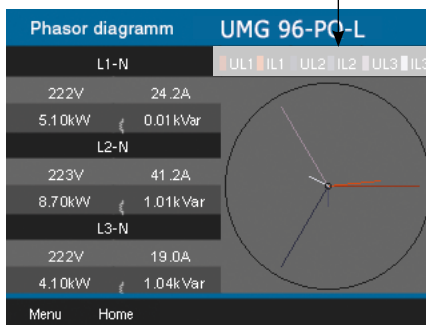 Phasor diagramm UMG 96-PQ-L
L1-N UL1 IL1 UL2 IL2 UL3 IL3
222V 24.2A
5.10kW 0.01kVar
L2-N
223V 41.2A
8.70kW 1.01kVar
L3-N
222V 19.0A
4.10kW 1.04kVar
Menu Home